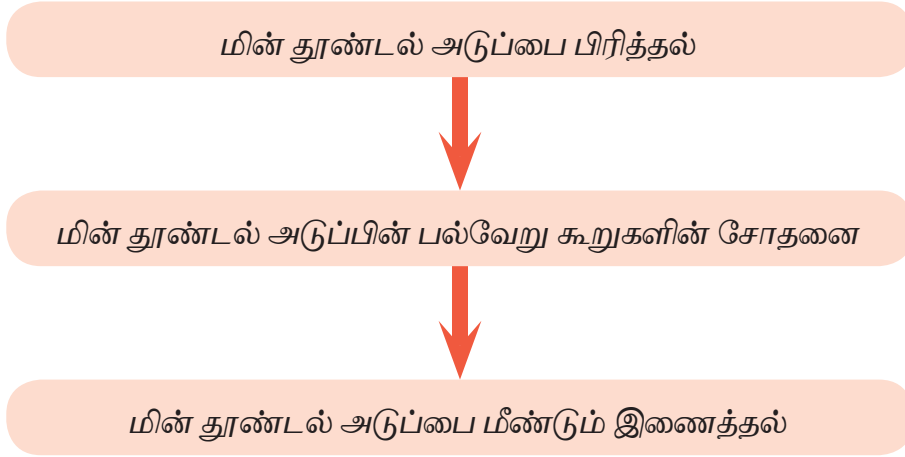 மின் தூண்டல் அடுப்பை பிரித்தல்
மின் தூண்டல் அடுப்பின் பல்வேறு கூறுகளின் சோதனை
மின் தூண்டல் அடுப்பை மீண்டும் இணைத்தல்